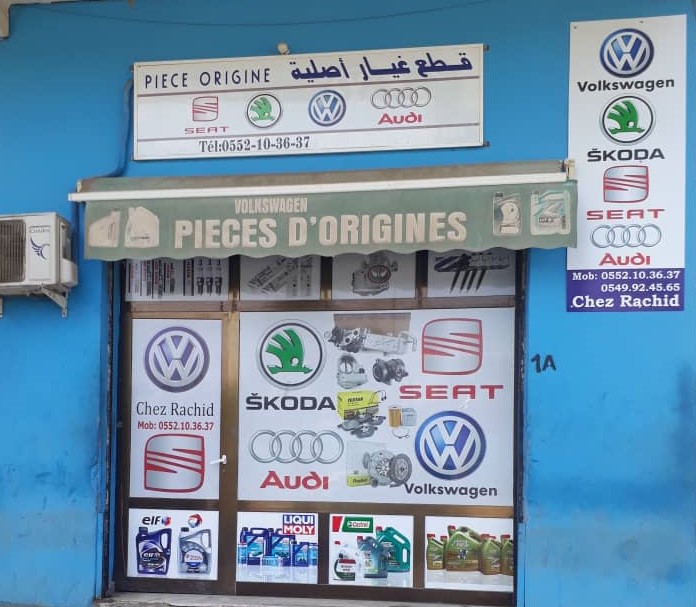 PIECE ORIGINE قطع غيار أصلية
SEAT
Audi
Tél:0552-10-36-37
Volkswagen
ŠKODA
SEAT
Audi
Mob: 0552.10.36.37
0549.92.45.65
Chez Rachid
VOLKSWAGEN
PIECES D'ORIGINES
Chez Rachid
Mob: 0552.10.36.37
ŠKODA
SEAT
Audi
Volkswagen
1A
elf
LIQUI
MOLY
Castrol